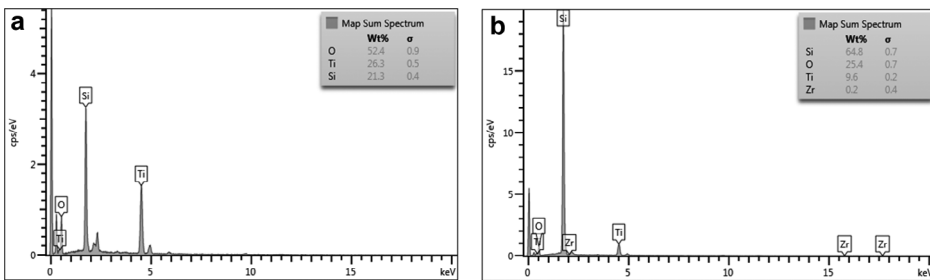 a
Map Sum Spectrum
Wt% σ
O 52.4 0.9
Ti 26.3 0.5
Si 21.3 0.4
cps/eV
4
2
0
Si
Ti
O
Ti
0 5 10 15 keV
b
Map Sum Spectrum
Wt% σ
Si 64.8 0.7
O 25.4 0.7
Ti 9.6 0.2
Zr 0.2 0.4
cps/eV
15
10
5
0
Si
O
Ti
Zr
Ti
Zr
Zr
0 5 10 15 keV